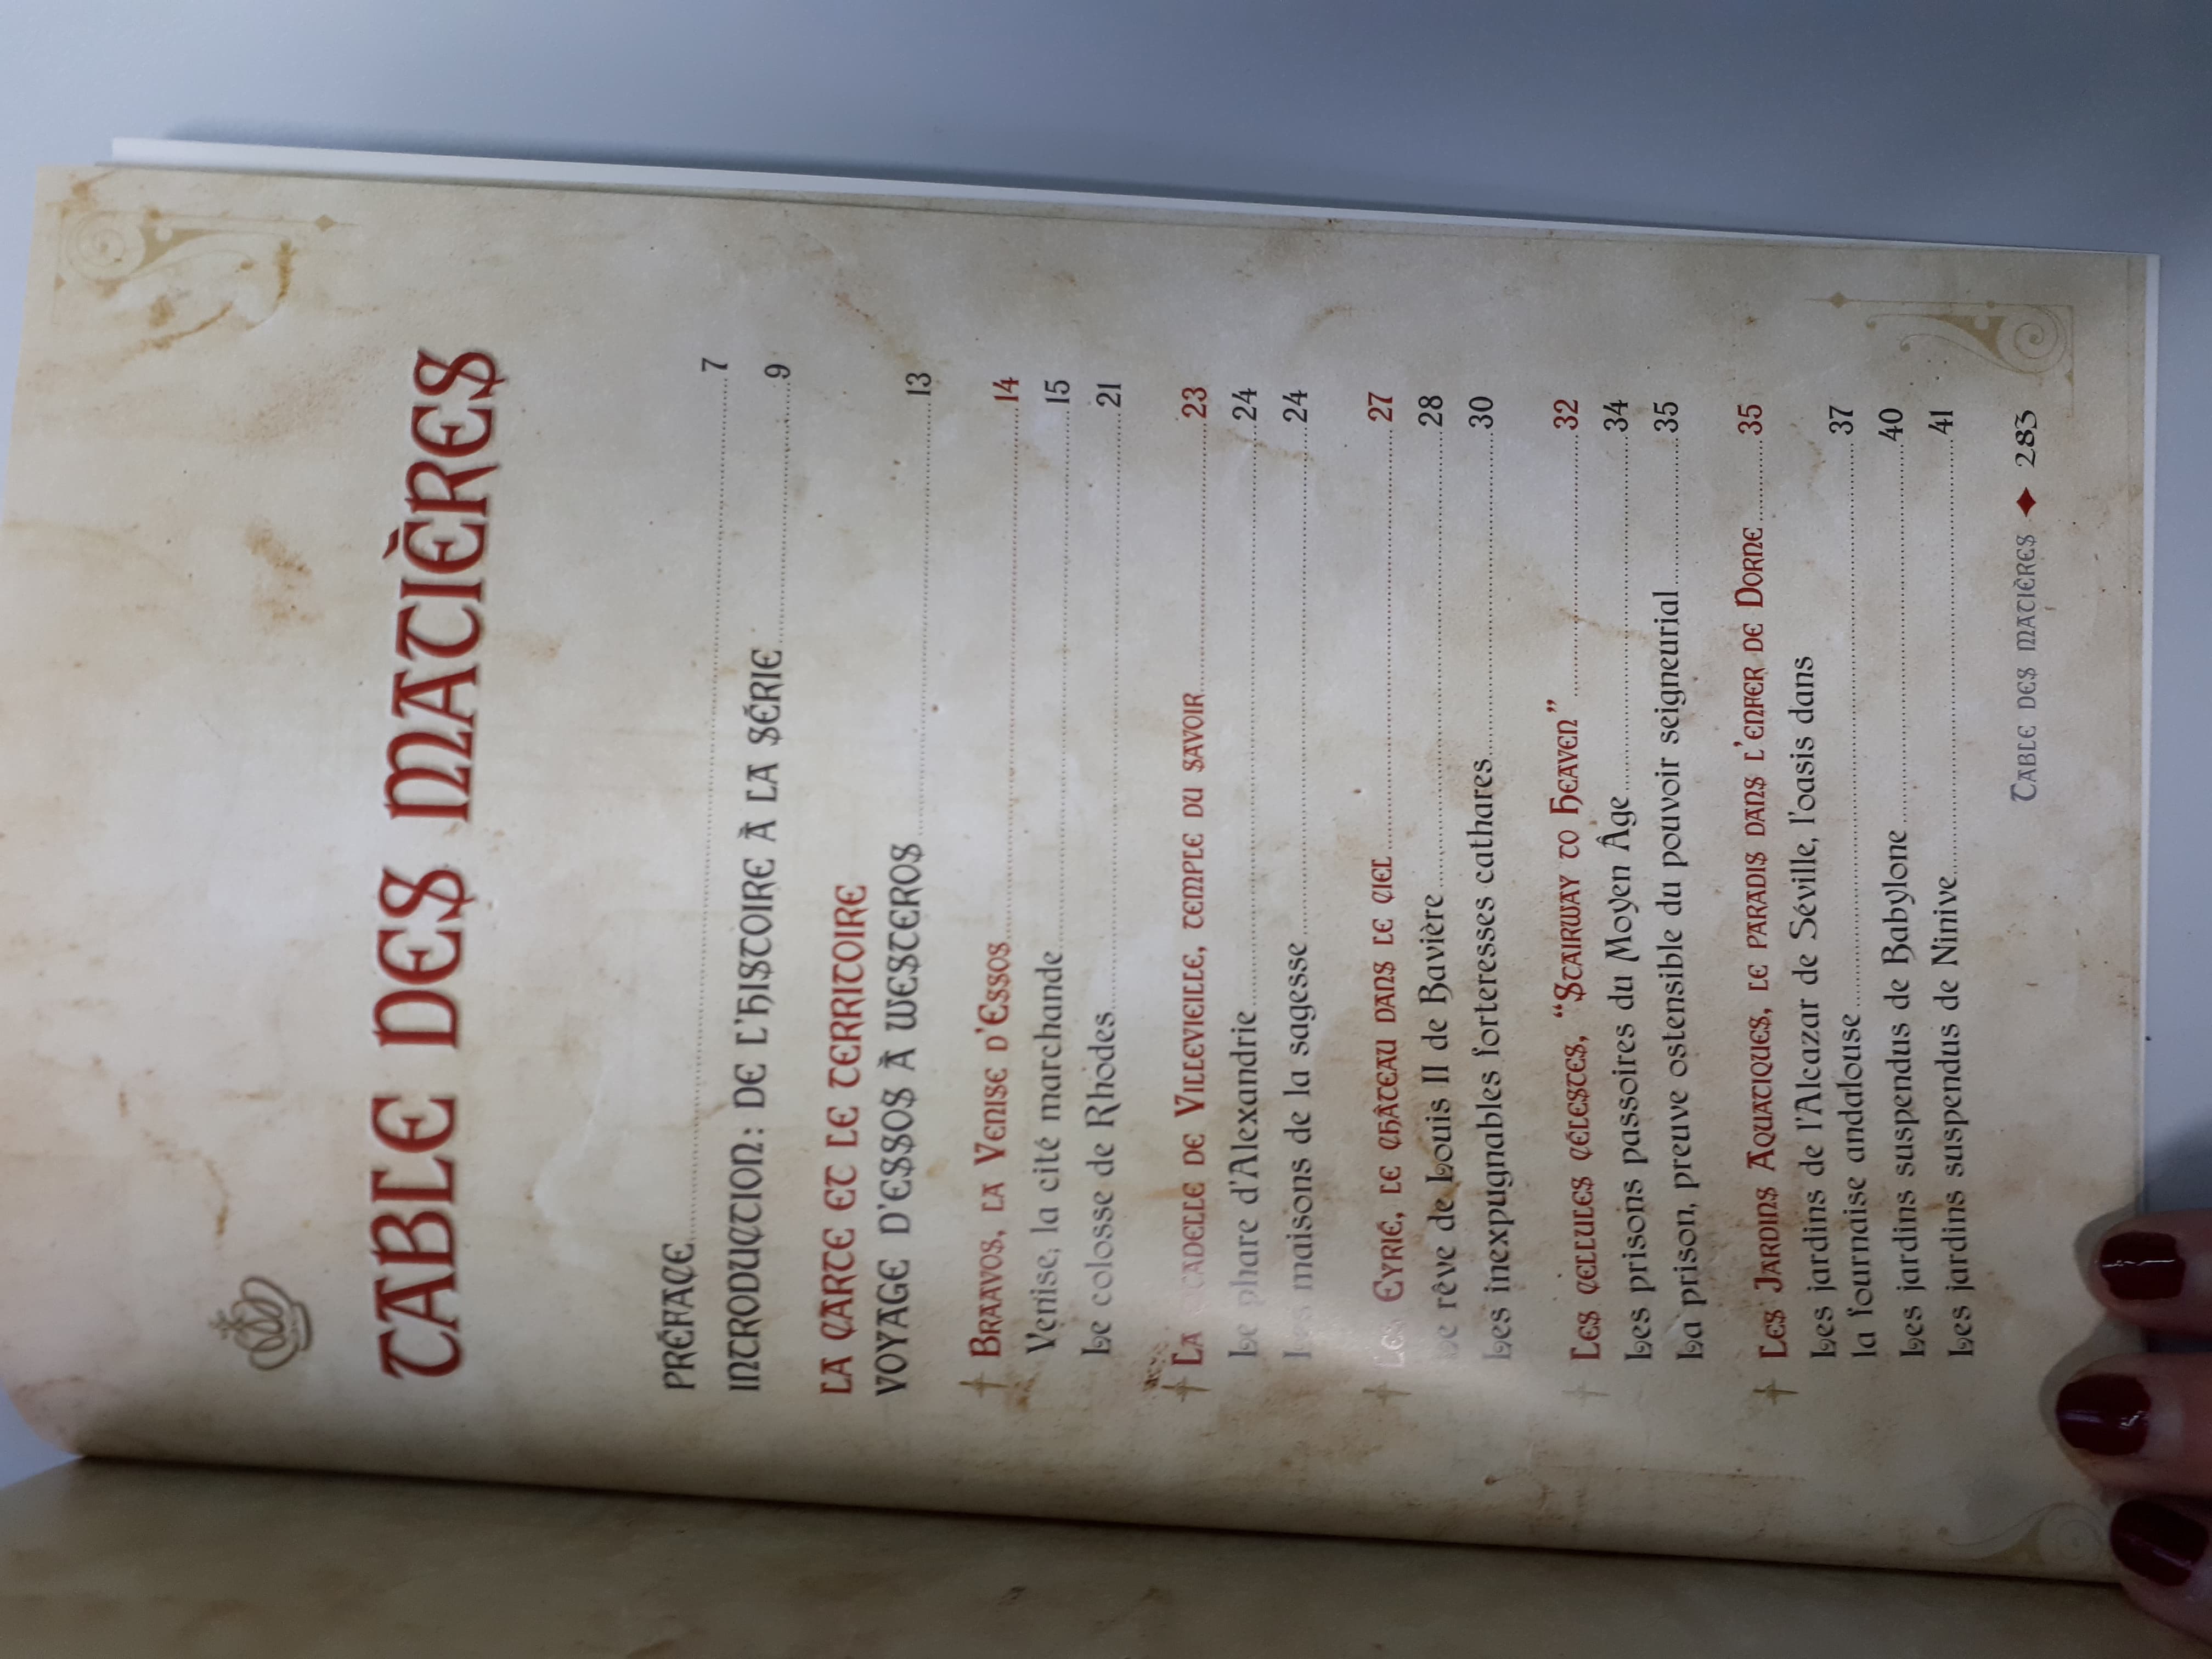 TABLE DES MATIÈRES
PRÉFACE 7
INTRODUCTION: DE L'HISTOIRE À LA SÉRIE 9
LA CARTE ET LE TERRITOIRE
VOYAGE D'ESSOS À WESTEROS 13
BRAAVOS, LA VENISE D'ESSOS 14
Venise, la cité marchande 15
Le colosse de Rhodes 21
LA CITADELLE DE VILLEVIEILLE, TEMPLE DU SAVOIR 23
Le phare d'Alexandrie 24
Les maisons de la sagesse 24
LES EYRIÉ, LE CHÂTEAU DANS LE CIEL 27
Le rêve de Louis II de Bavière 28
Les inexpugnables forteresses cathares 30
LES CELLULES CÉLESTES, “STAIRWAY TO HEAVEN” 32
Les prisons passoires du Moyen Âge 34
La prison, preuve ostensible du pouvoir seigneurial 35
LES JARDINS AQUATIQUES, LE PARADIS DANS L'ENFER DE DORNE 35
Les jardins de l'Alcazar de Séville, l'oasis dans
la fournaise andalouse 37
Les jardins suspendus de Babylone 40
Les jardins suspendus de Ninive 41
TABLE DES MATIÈRES ♦ 283